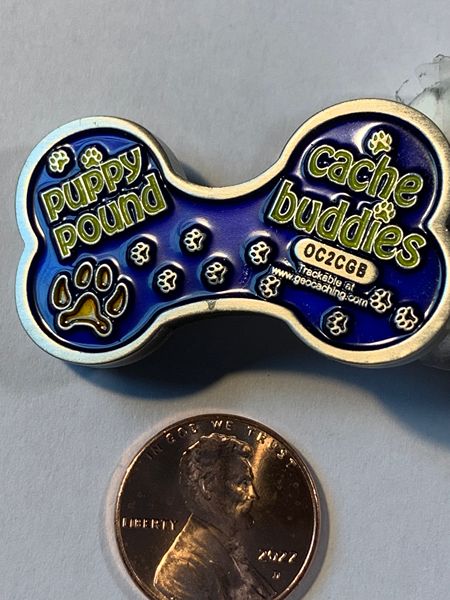 puppy
pound
cache
buddies
OC2CGB
Trackable at
www.geocaching.com
IN GOD WE TRUST
LIBERTY
2022
D